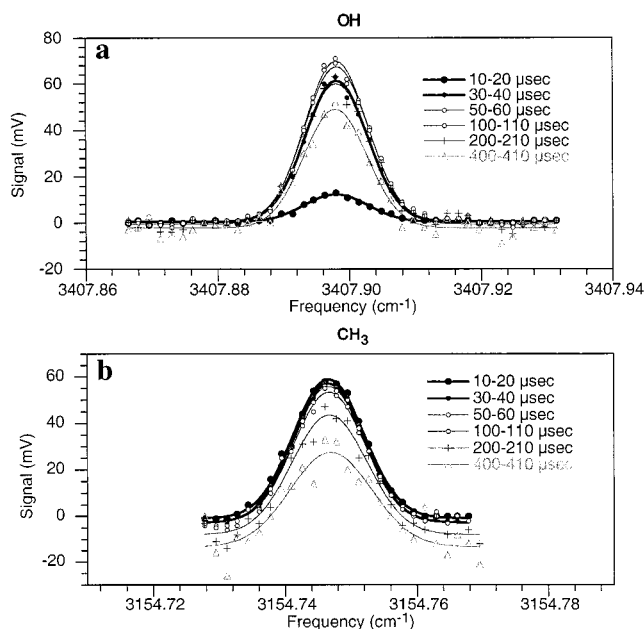 OH
a
80
60
40
20
0
-20
Signal (mV)
10-20 µsec
30-40 µsec
50-60 µsec
100-110 µsec
200-210 µsec
400-410 µsec
3407.86
3407.88
3407.90
3407.92
3407.94
Frequency (cm⁻¹)
CH₃
b
60
40
20
0
-20
Signal (mV)
10-20 µsec
30-40 µsec
50-60 µsec
100-110 µsec
200-210 µsec
400-410 µsec
3154.72
3154.74
3154.76
3154.78
Frequency (cm⁻¹)